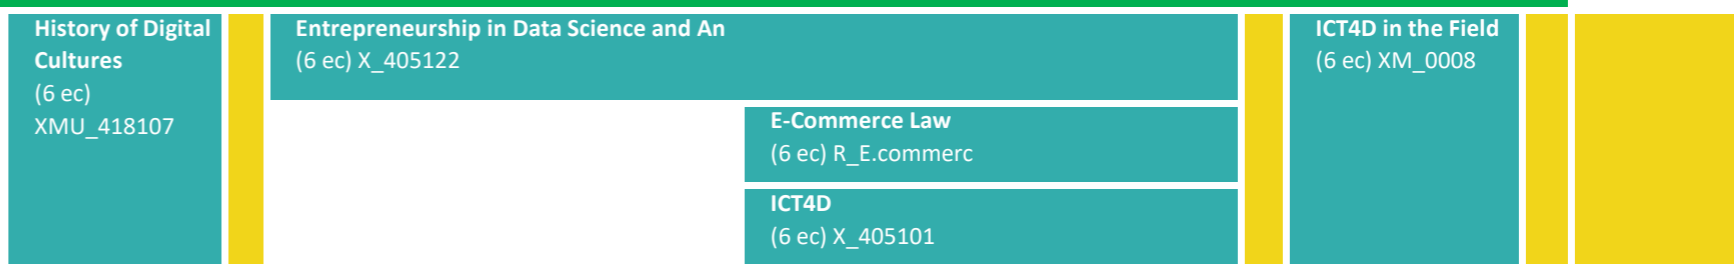 History of Digital
Cultures
(6 ec)
XMU_418107
Entrepreneurship in Data Science and An
(6 ec) X_405122
E-Commerce Law
(6 ec) R_E.commerc
ICT4D
(6 ec) X_405101
ICT4D in the Field
(6 ec) XM_0008